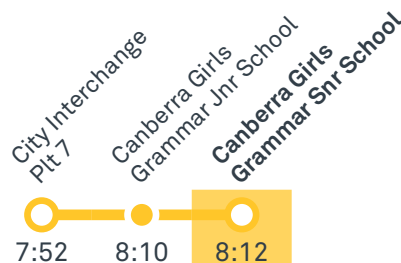 City Interchange
Plt 7
Canberra Girls
Grammar Jnr School
Canberra Girls
Grammar Snr School
7:52
8:10
8:12